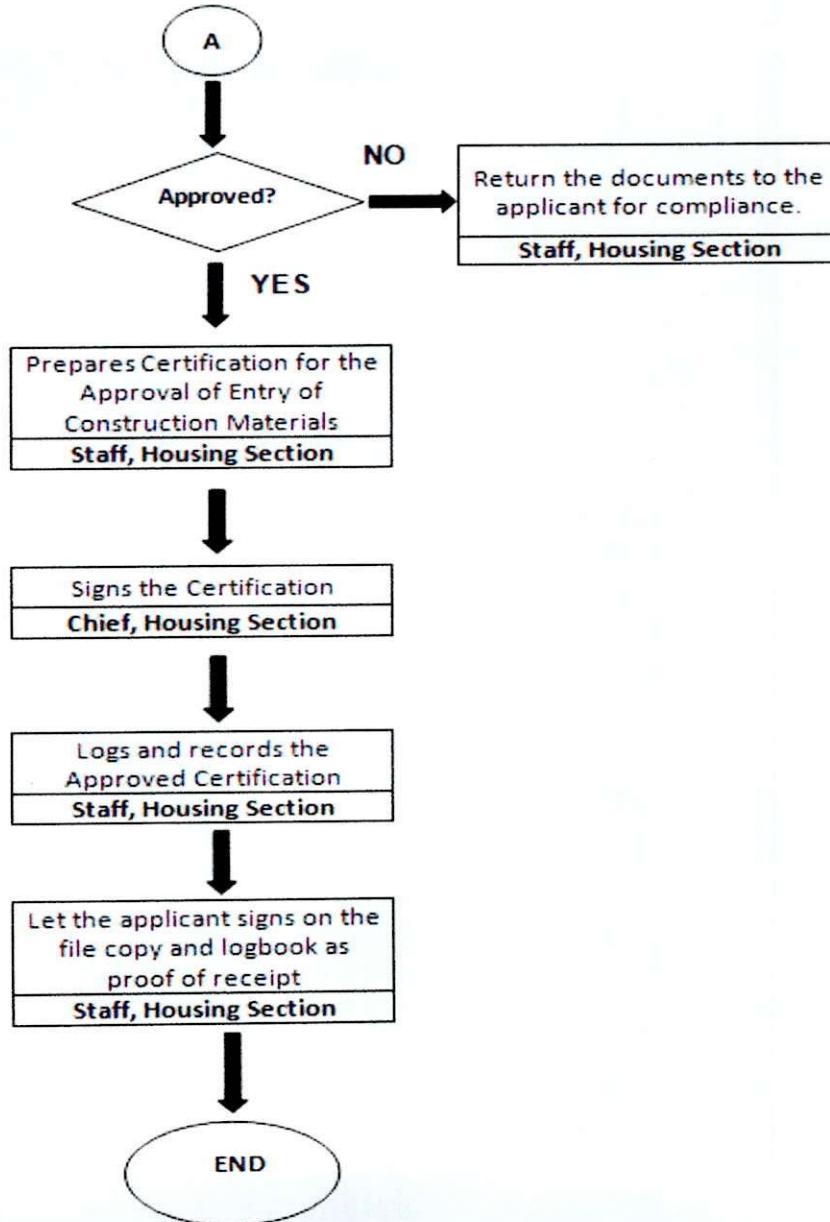 A
Approved?
NO
Return the documents to the
applicant for compliance.
Staff, Housing Section
YES
Prepares Certification for the
Approval of Entry of
Construction Materials
Staff, Housing Section
Signs the Certification
Chief, Housing Section
Logs and records the
Approved Certification
Staff, Housing Section
Let the applicant signs on the
file copy and logbook as
proof of receipt
Staff, Housing Section
END